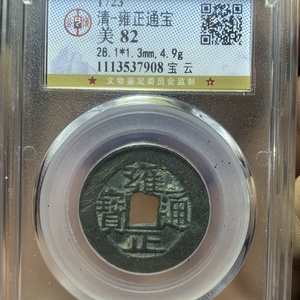 1723
清-雍正通宝
美 82
28.1*1.3mm, 4.9g
文物鉴定委员会监制
1113537908 宝云
雍
寶 通
正